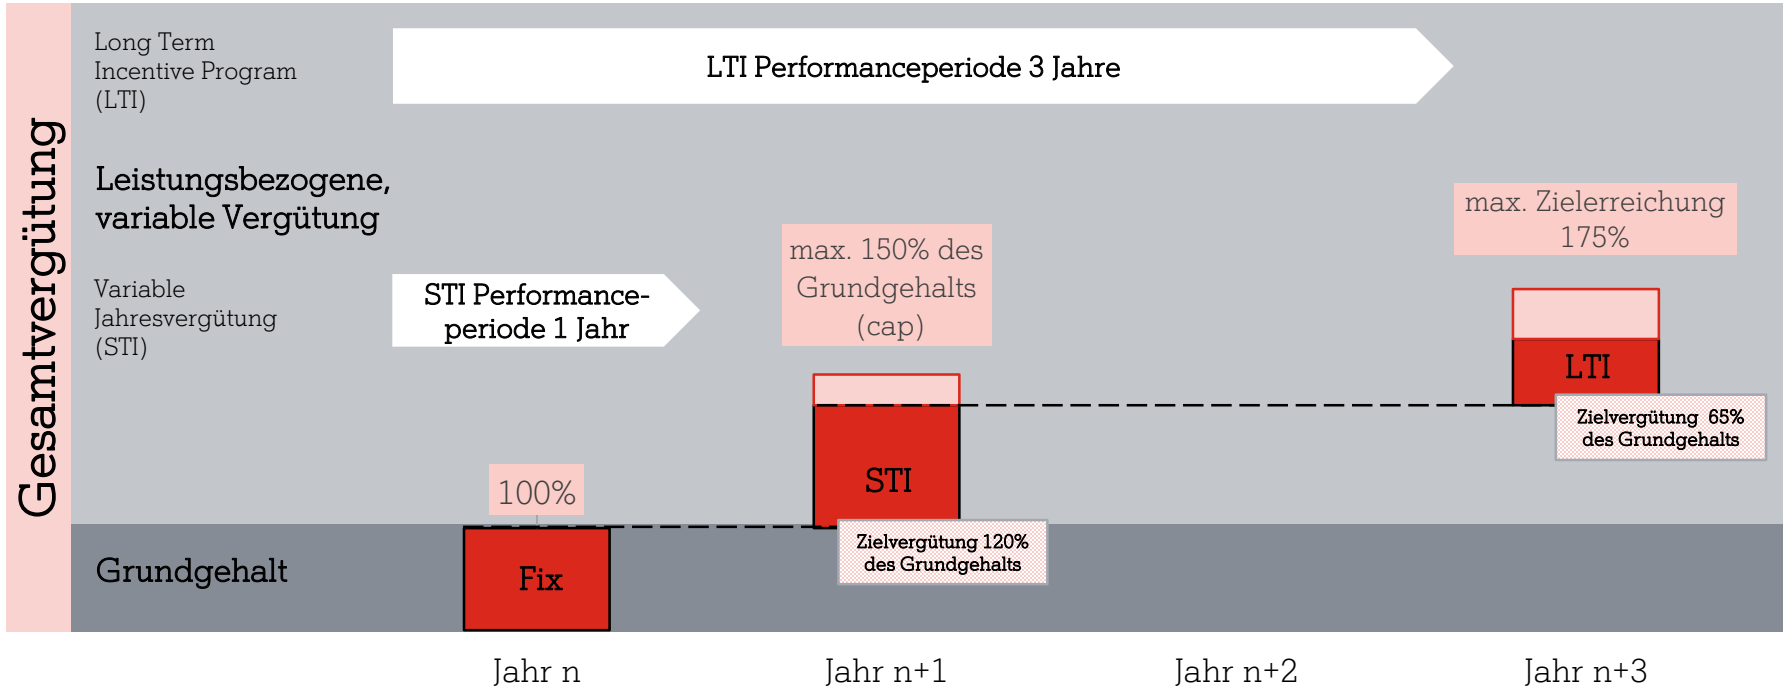 Gesamtvergütung
Long Term
Incentive Program
(LTI)
LTI Performanceperiode 3 Jahre
Leistungsbezogene,
variable Vergütung
max. Zielerreichung
175%
max. 150% des
Grundgehalts
(cap)
Variable
Jahresvergütung
(STI)
STI Performance-
periode 1 Jahr
LTI
Zielvergütung 65%
des Grundgehalts
STI
100%
Zielvergütung 120%
des Grundgehalts
Grundgehalt
Fix
Jahr n
Jahr n+1
Jahr n+2
Jahr n+3